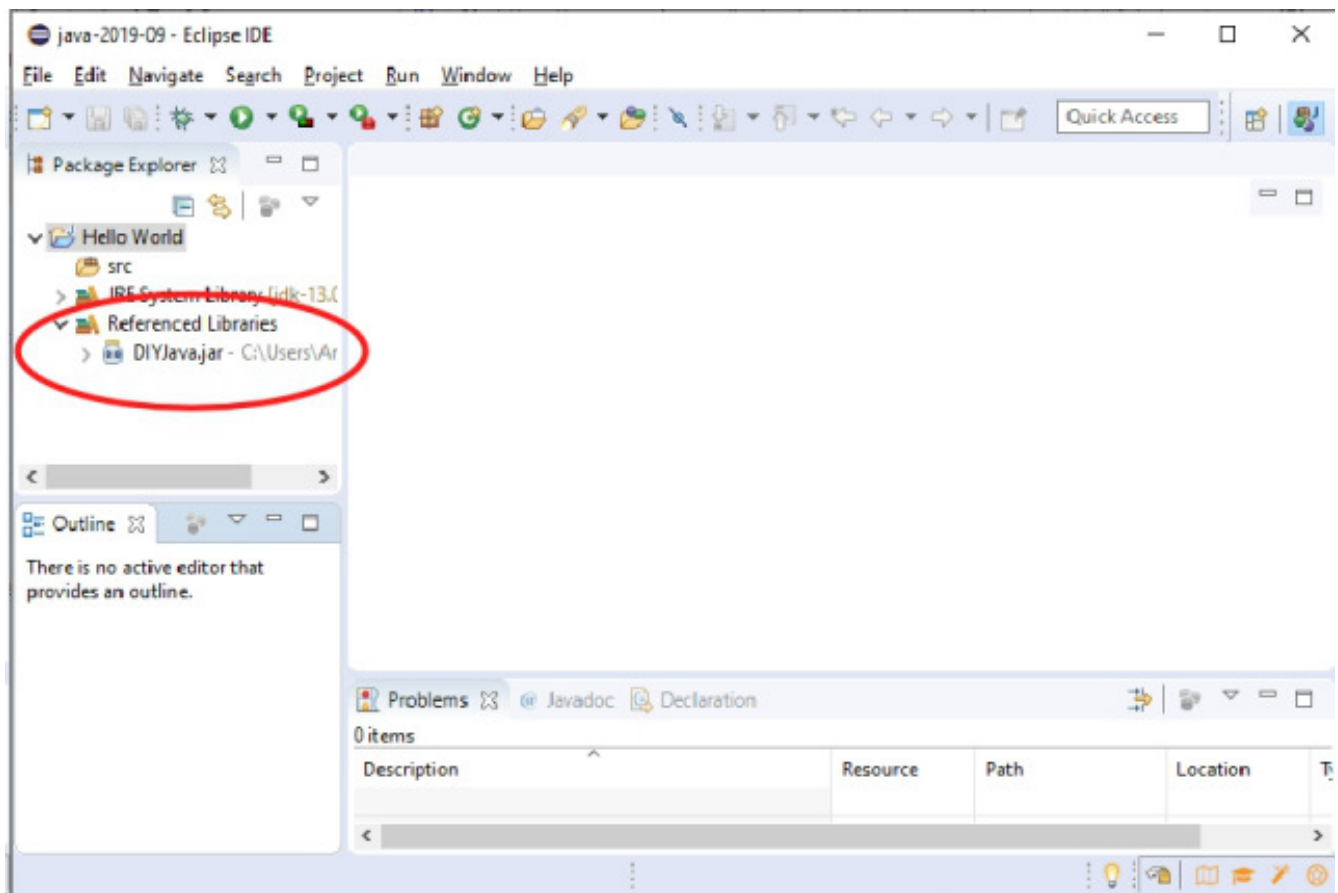 java-2019-09 - Eclipse IDE
File Edit Navigate Search Project Run Window Help
Quick Access
Package Explorer
Hello World
src
JRE System Library [jdk-13.0
Referenced Libraries
DIYJava.jar - C:\Users\Ar
Outline
There is no active editor that
provides an outline.
Problems @ Javadoc Declaration
0 items
Description Resource Path Location